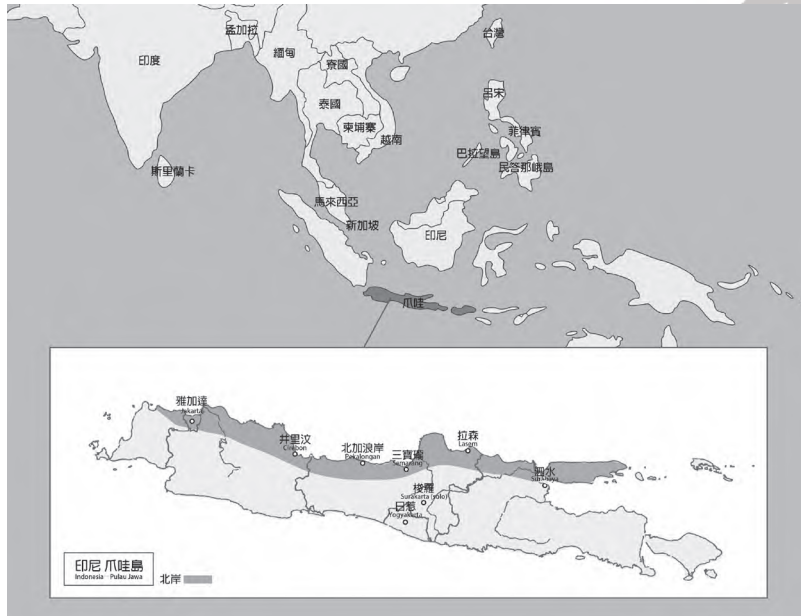 孟加拉
台灣
印度
緬甸
寮國
呂宋
泰國
菲律賓
柬埔寨
越南
巴拉望島
斯里蘭卡
民答那峨島
馬來西亞
新加坡
印尼
爪哇
雅加達
Jakarta
井里汶
Cirebon
北加浪岸
Pekalongan
三寶瓏
Semarang
拉森
Lasem
泗水
Surabaya
梭羅
Surakarta (solo)
日惹
Yogyakarta
印尼 爪哇島
Indonesia - Pulau Jawa
北岸